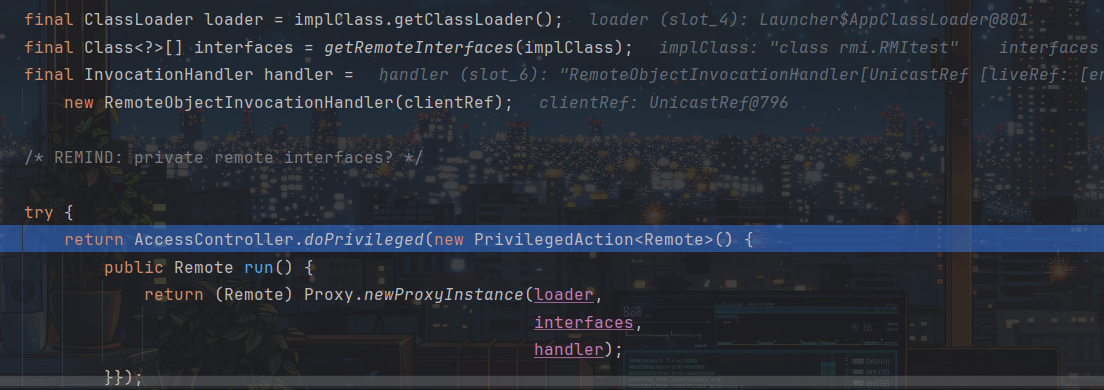 final ClassLoader loader = implClass.getClassLoader();   loader (slot_4): Launcher$AppClassLoader@801
final Class<?>[] interfaces = getRemoteInterfaces(implClass);   implClass: "class rmi.RMItest"    interfaces
final InvocationHandler handler =   handler (slot_6): "RemoteObjectInvocationHandler[UnicastRef [liveRef: [en
    new RemoteObjectInvocationHandler(clientRef);   clientRef: UnicastRef@796
/* REMIND: private remote interfaces? */
try {
    return AccessController.doPrivileged(new PrivilegedAction<Remote>() {
        public Remote run() {
            return (Remote) Proxy.newProxyInstance(loader,
                                                   interfaces,
                                                   handler);
        }});